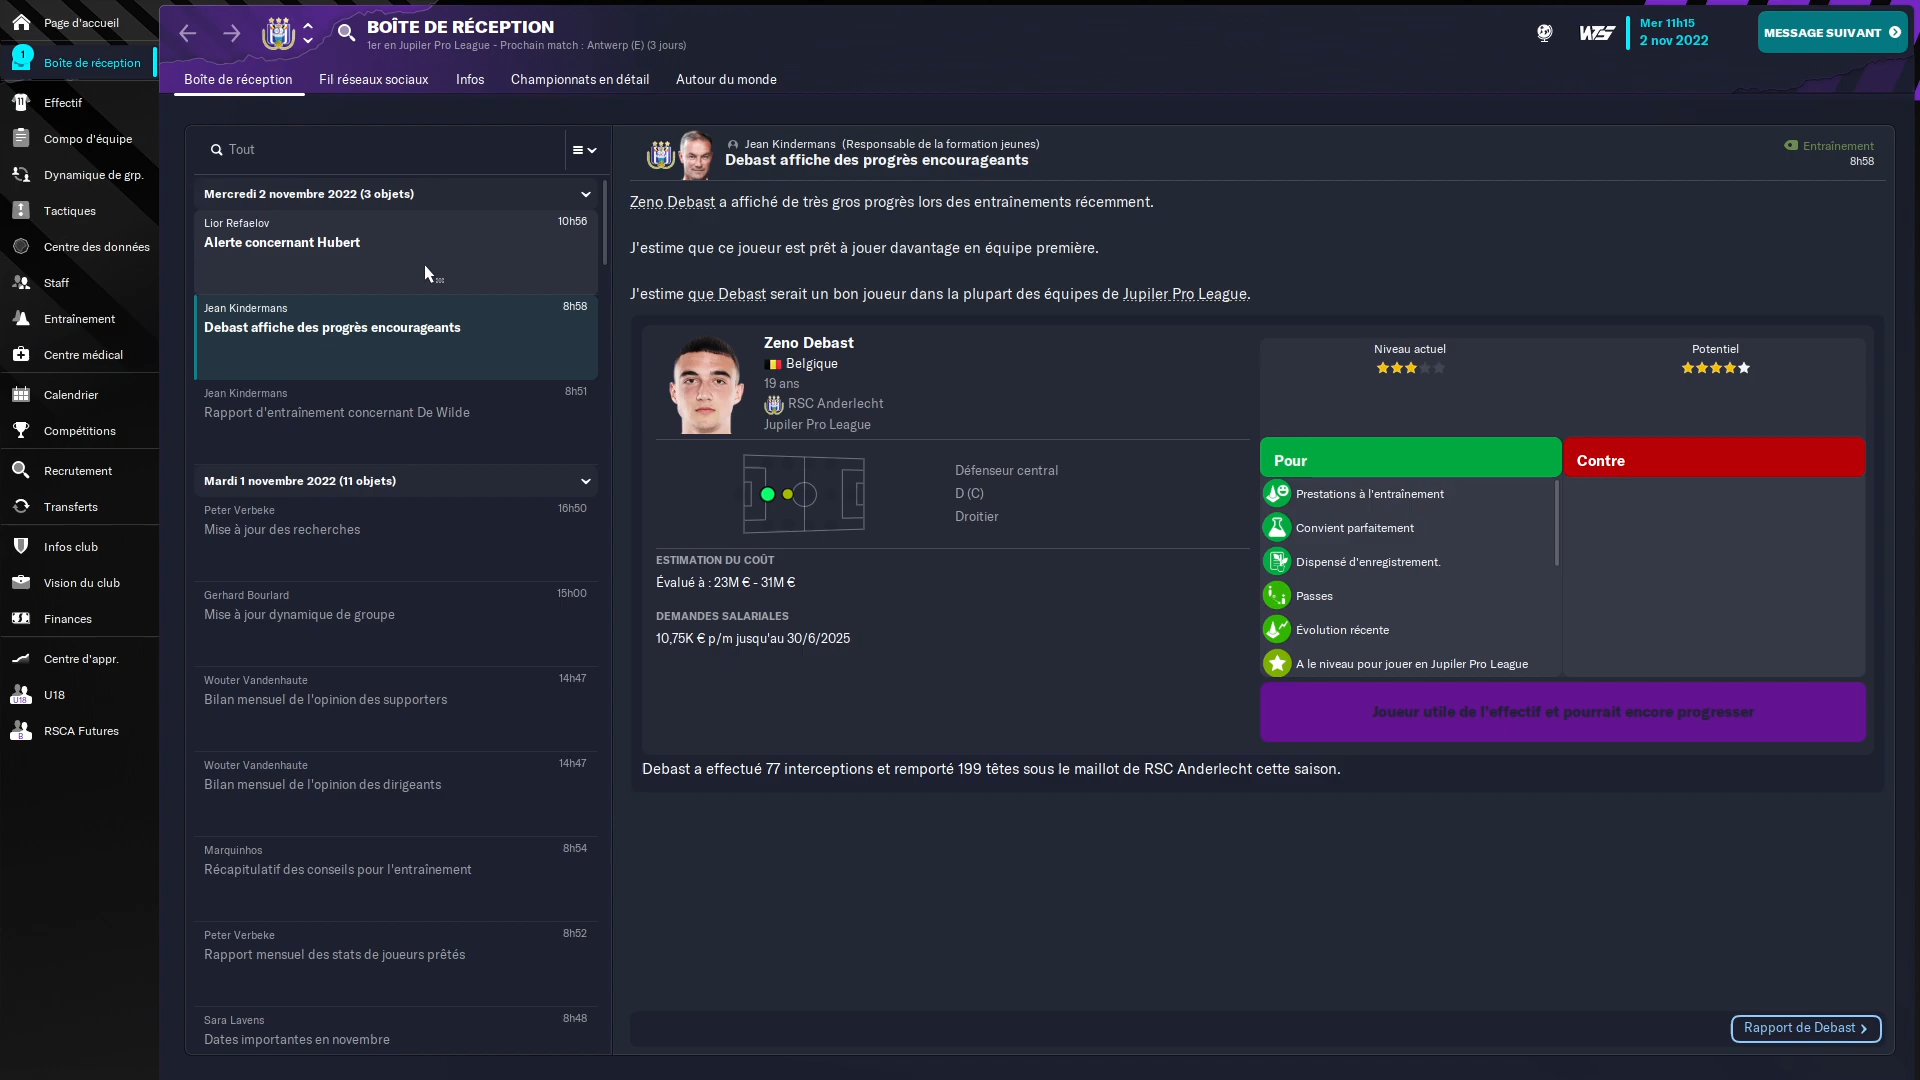 Page d'accueil
1
Boîte de réception
Effectif
Compo d'équipe
Dynamique de grp.
Tactiques
Centre des données
Staff
Entraînement
Centre médical
Calendrier
Compétitions
Recrutement
Transferts
Infos club
Vision du club
Finances
Centre d'appr.
U18
U18
B
RSCA Futures
BOÎTE DE RÉCEPTION
1er en Jupiler Pro League - Prochain match : Antwerp (E) (3 jours)
WTS
Mer 11h15
2 nov 2022
MESSAGE SUIVANT
Boîte de réception
Fil réseaux sociaux
Infos
Championnats en détail
Autour du monde
Tout
Mercredi 2 novembre 2022 (3 objets)
Lior Refaelov
10h56
Alerte concernant Hubert
Jean Kindermans
8h58
Debast affiche des progrès encourageants
Jean Kindermans
8h51
Rapport d'entraînement concernant De Wilde
Mardi 1 novembre 2022 (11 objets)
Peter Verbeke
16h50
Mise à jour des recherches
Gerhard Bourlard
15h00
Mise à jour dynamique de groupe
Wouter Vandenhaute
14h47
Bilan mensuel de l'opinion des supporters
Wouter Vandenhaute
14h47
Bilan mensuel de l'opinion des dirigeants
Marquinhos
8h54
Récapitulatif des conseils pour l'entraînement
Peter Verbeke
8h52
Rapport mensuel des stats de joueurs prêtés
Sara Lavens
8h48
Dates importantes en novembre
Jean Kindermans (Responsable de la formation jeunes)
Debast affiche des progrès encourageants
Entraînement
8h58
Zeno Debast a affiché de très gros progrès lors des entraînements récemment.
J'estime que ce joueur est prêt à jouer davantage en équipe première.
J'estime que Debast serait un bon joueur dans la plupart des équipes de Jupiler Pro League.
Zeno Debast
Belgique
19 ans
RSC Anderlecht
Jupiler Pro League
Défenseur central
D (C)
Droitier
ESTIMATION DU COÛT
Évalué à : 23M € - 31M €
DEMANDES SALARIALES
10,75K € p/m jusqu'au 30/6/2025
Niveau actuel
Potentiel
Pour
Contre
Prestations à l'entraînement
Convient parfaitement
Dispensé d'enregistrement.
Passes
Évolution récente
A le niveau pour jouer en Jupiler Pro League
Joueur utile de l'effectif et pourrait encore progresser
Debast a effectué 77 interceptions et remporté 199 têtes sous le maillot de RSC Anderlecht cette saison.
Rapport de Debast